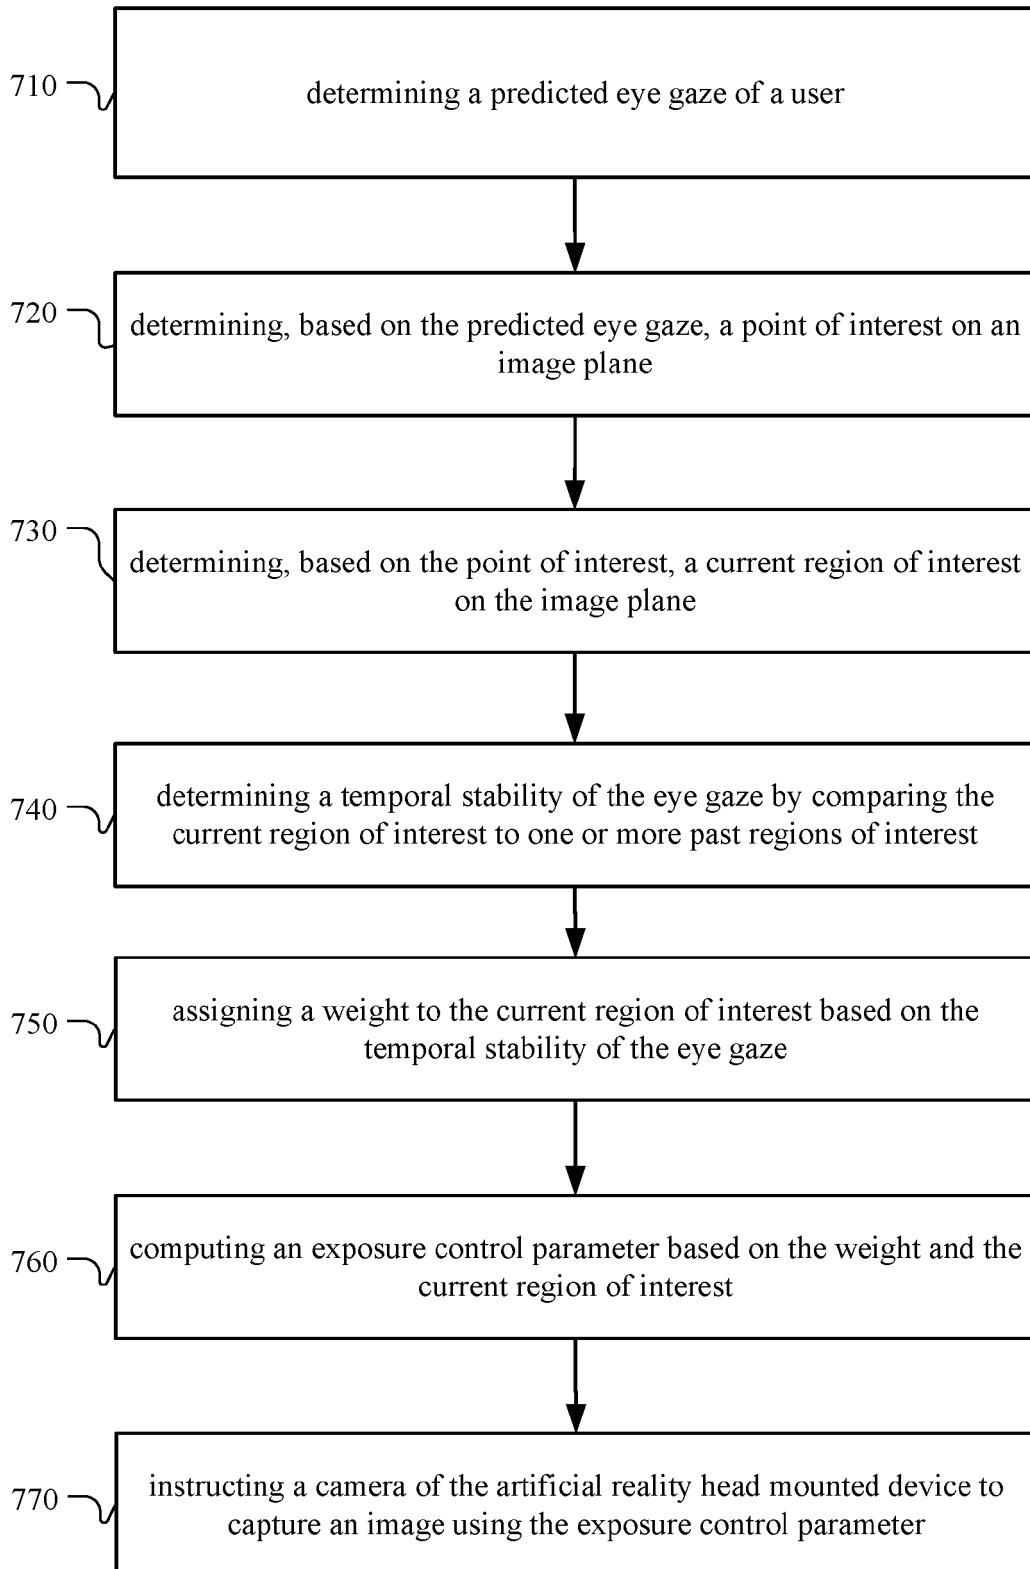 710
determining a predicted eye gaze of a user
720
determining, based on the predicted eye gaze, a point of interest on an
image plane
730
determining, based on the point of interest, a current region of interest
on the image plane
740
determining a temporal stability of the eye gaze by comparing the
current region of interest to one or more past regions of interest
750
assigning a weight to the current region of interest based on the
temporal stability of the eye gaze
760
computing an exposure control parameter based on the weight and the
current region of interest
770
instructing a camera of the artificial reality head mounted device to
capture an image using the exposure control parameter